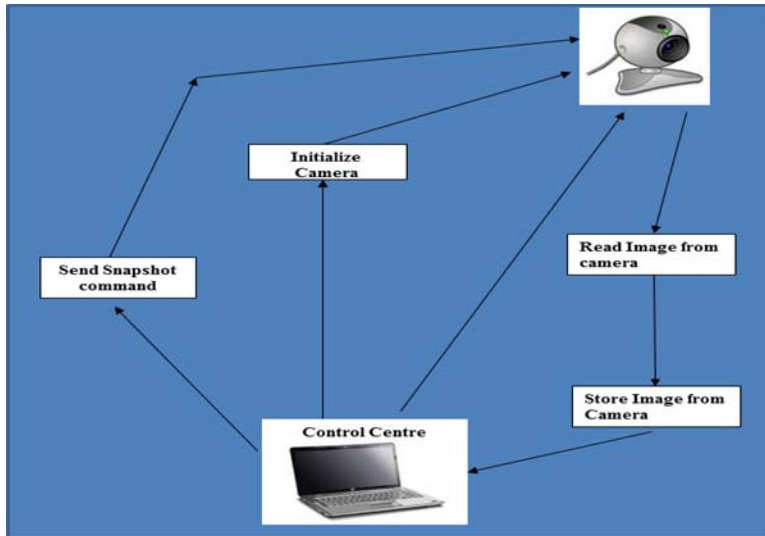 Initialize
Camera
Send Snapshot
command
Read Image from
camera
Store Image from
Camera
Control Centre